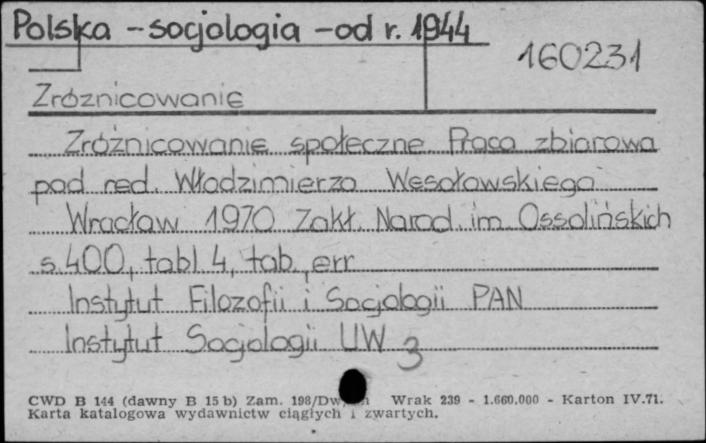 Polska - socjologia - od r. 1944
160231
Zróżnicowanie
Zróżnicowanie społeczne Praca zbiorowa
pod red. Włodzimierza Wesołowskiego
Wrocław 1970 Zakł. Narod. im. Ossolińskich
s. 400, tabl. 4, tab., err.
Instytut Filozofii i Socjologii PAN
Instytut Socjologii UW 3
CWD B 144 (dawny B 15 b) Zam. 198/Dw Wrak 239 - 1.660.000 - Karton IV.71.
Karta katalogowa wydawnictw ciągłych i zwartych.